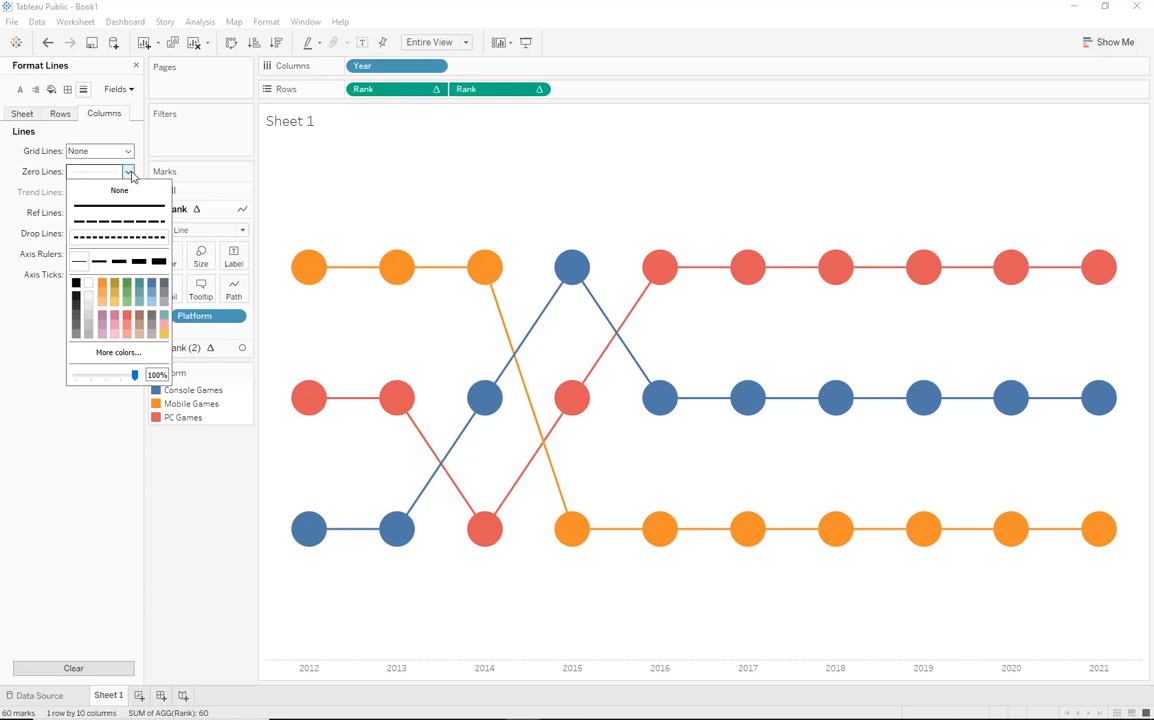 Tableau Public - Book1
File Data Worksheet Dashboard Story Analysis Map Format Window Help
Entire View
Show Me
Format Lines
Fields
Sheet Rows Columns
Lines
Grid Lines: None
Zero Lines:
None
Trend Lines:
Ref Lines:
Drop Lines:
Axis Rulers:
Axis Ticks:
More colors...
100%
Clear
Pages
Filters
Marks
Line
Size
Label
Tooltip
Path
Platform
Console Games
Mobile Games
PC Games
Columns Year
Rows Rank Rank
Sheet 1
2012 2013 2014 2015 2016 2017 2018 2019 2020 2021
Data Source Sheet 1
60 marks 1 row by 10 columns SUM of AGG(Rank): 60